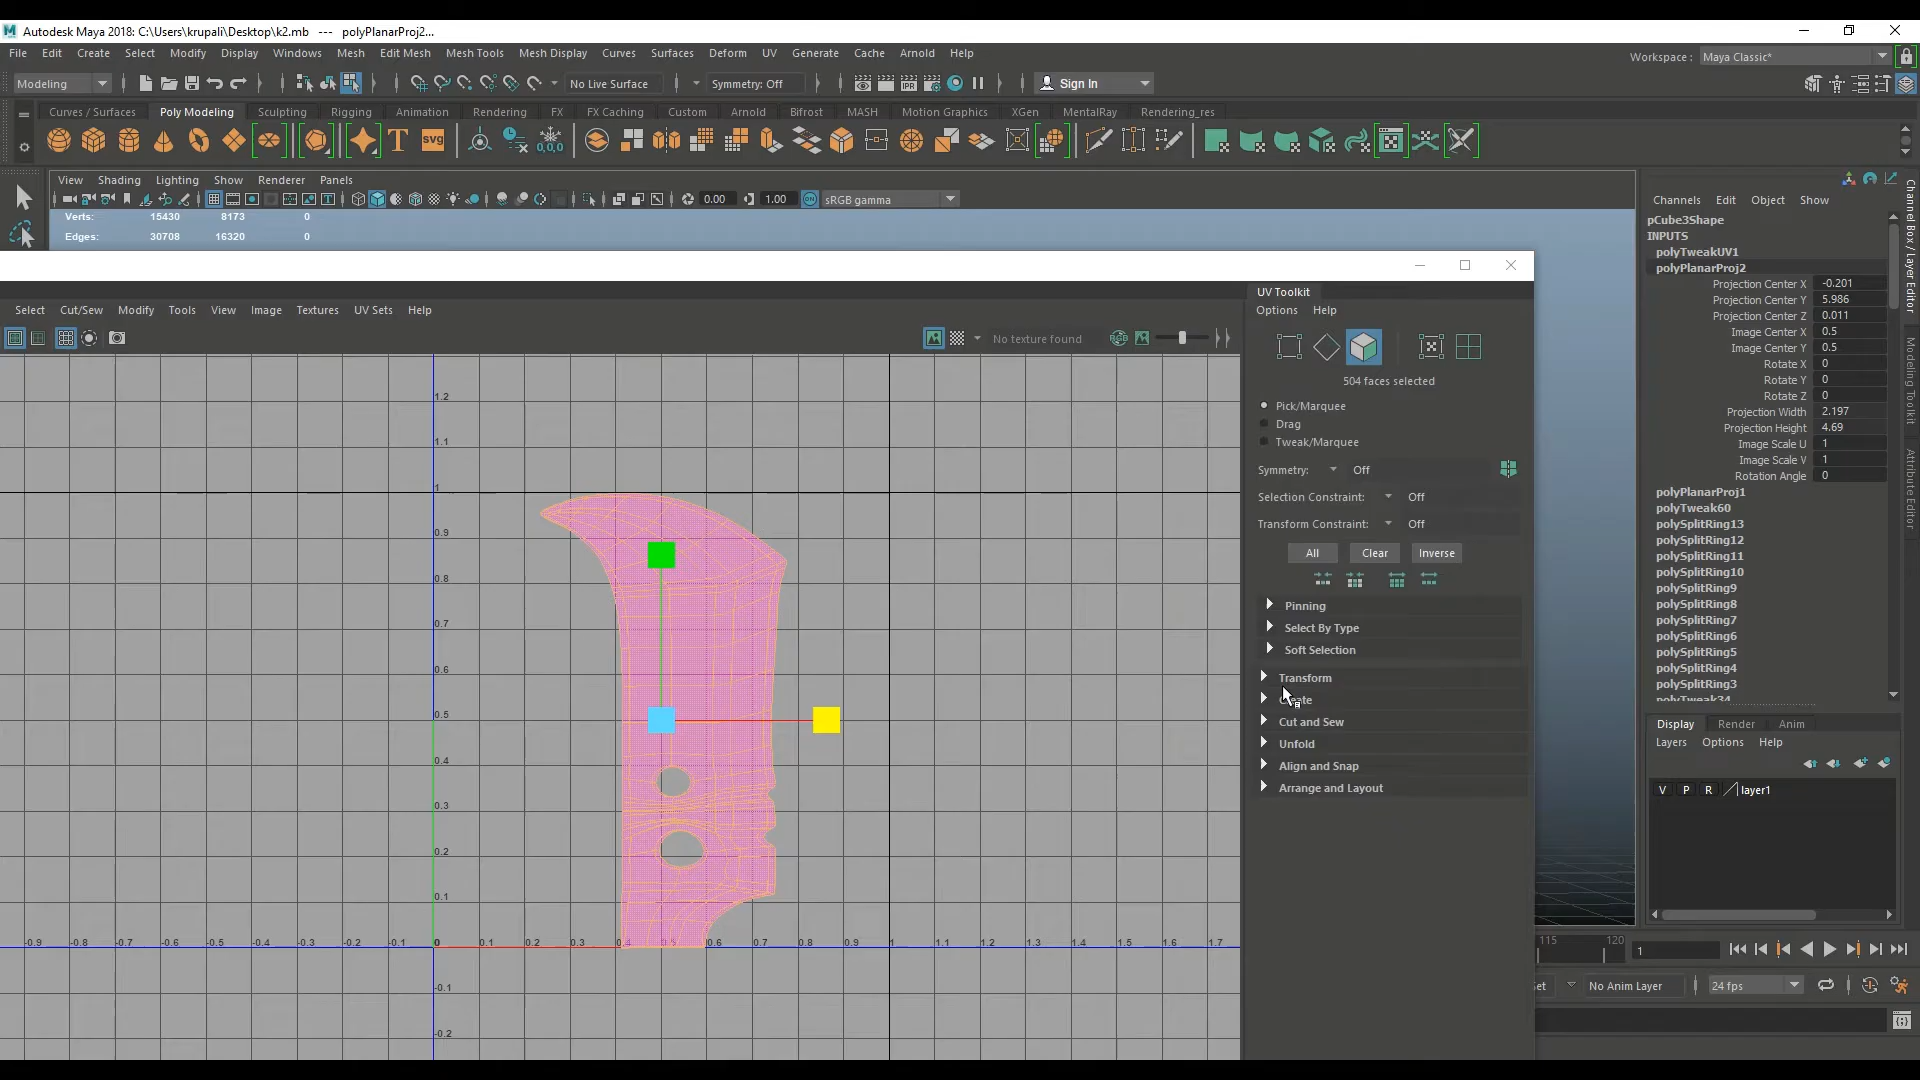 Autodesk Maya 2018: C:\Users\krupali\Desktop\k2.mb   ---   polyPlanarProj2...
File Edit Create Select Modify Display Windows Mesh Edit Mesh Mesh Tools Mesh Display Curves Surfaces Deform UV Generate Cache Arnold Help
Workspace : Maya Classic*
Modeling No Live Surface Symmetry: Off Sign In
Curves / Surfaces Poly Modeling Sculpting Rigging Animation Rendering FX FX Caching Custom Arnold Bifrost MASH Motion Graphics XGen MentalRay Rendering_res
View Shading Lighting Show Renderer Panels
0.00 1.00 sRGB gamma
Verts: 15430 8173 0
Edges: 30708 16320 0
Select Cut/Sew Modify Tools View Image Textures UV Sets Help
No texture found
1.2
1.1
1
0.9
0.8
0.7
0.6
0.5
0.4
0.3
0.2
0.1
-0.9 -0.8 -0.7 -0.6 -0.5 -0.4 -0.3 -0.2 -0.1 0 0.1 0.2 0.3 0.4 0.5 0.6 0.7 0.8 0.9 1.1 1.2 1.3 1.4 1.5 1.6 1.7
-0.1
-0.2
UV Toolkit
Options Help
504 faces selected
Pick/Marquee
Drag
Tweak/Marquee
Symmetry: Off
Selection Constraint: Off
Transform Constraint: Off
All Clear Inverse
Pinning
Select By Type
Soft Selection
Transform
Create
Cut and Sew
Unfold
Align and Snap
Arrange and Layout
Channels Edit Object Show
pCube3Shape
INPUTS
polyTweakUV1
polyPlanarProj2
Projection Center X -0.201
Projection Center Y 5.986
Projection Center Z 0.011
Image Center X 0.5
Image Center Y 0.5
Rotate X 0
Rotate Y 0
Rotate Z 0
Projection Width 2.197
Projection Height 4.69
Image Scale U 1
Image Scale V 1
Rotation Angle 0
polyPlanarProj1
polyTweak60
polySplitRing13
polySplitRing12
polySplitRing11
polySplitRing10
polySplitRing9
polySplitRing8
polySplitRing7
polySplitRing6
polySplitRing5
polySplitRing4
polySplitRing3
polyTweak34
Display Render Anim
Layers Options Help
V P R layer1
115 120 1
No Anim Layer 24 fps
Channel Box / Layer Editor
Modeling Toolkit
Attribute Editor